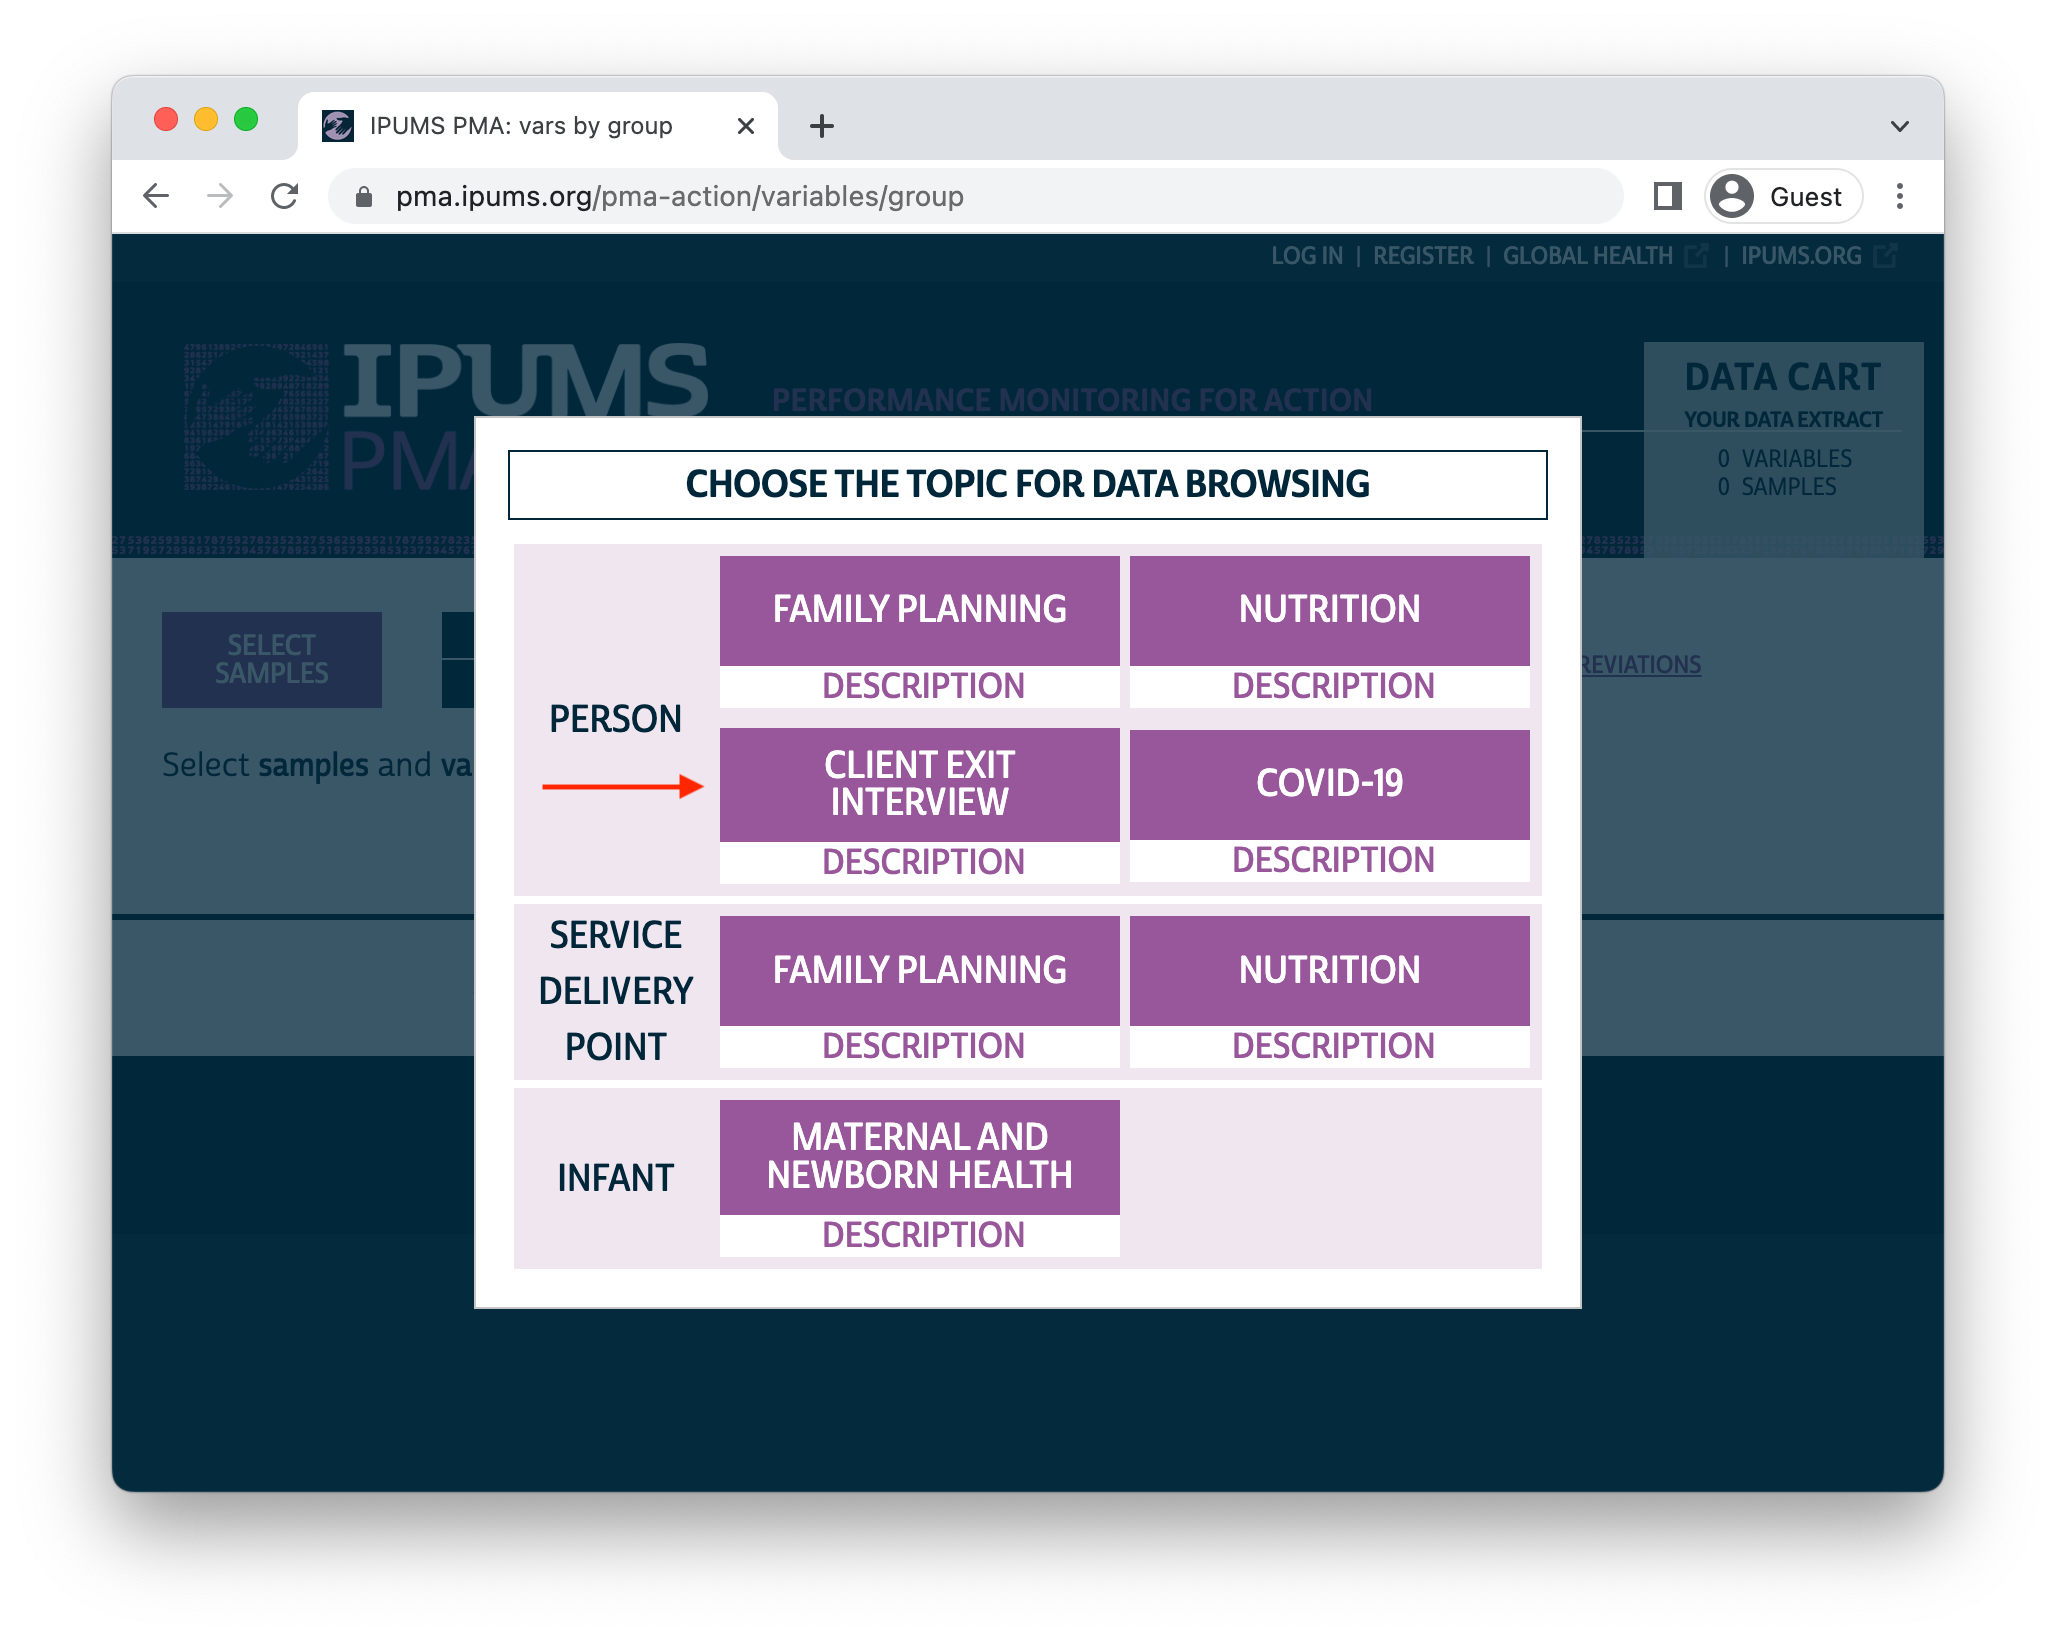 IPUMS PMA: vars by group
pma.ipums.org/pma-action/variables/group
Guest
LOG IN | REGISTER | GLOBAL HEALTH | IPUMS.ORG
IPUMS
PMA
PERFORMANCE MONITORING FOR ACTION
DATA CART
YOUR DATA EXTRACT
0 VARIABLES
0 SAMPLES
SELECT
SAMPLES
Select samples and va
REVIATIONS
CHOOSE THE TOPIC FOR DATA BROWSING
PERSON
FAMILY PLANNING
DESCRIPTION
NUTRITION
DESCRIPTION
CLIENT EXIT
INTERVIEW
DESCRIPTION
COVID-19
DESCRIPTION
SERVICE
DELIVERY
POINT
FAMILY PLANNING
DESCRIPTION
NUTRITION
DESCRIPTION
INFANT
MATERNAL AND
NEWBORN HEALTH
DESCRIPTION